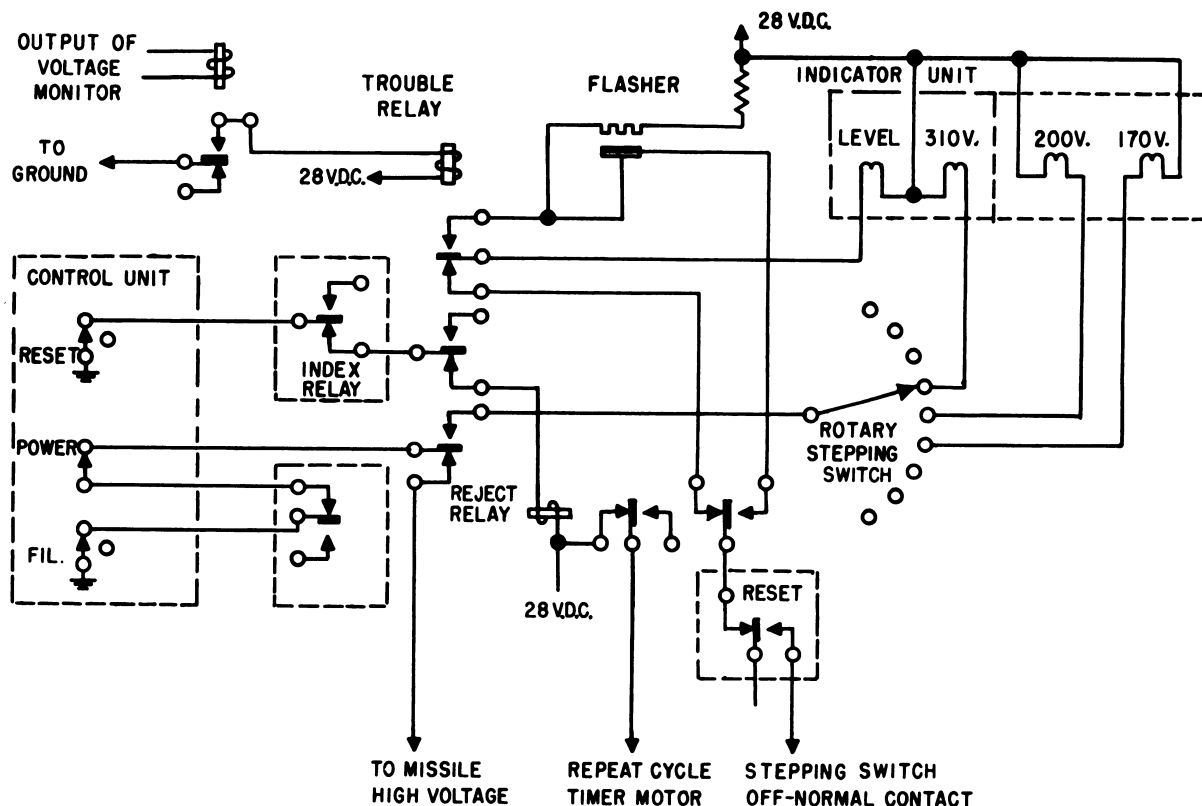 28 V.D.C.
OUTPUT OF
VOLTAGE
MONITOR
TROUBLE
RELAY
FLASHER
INDICATOR UNIT
LEVEL
310V.
200V.
170V.
TO
GROUND
28 V.D.C.
CONTROL UNIT
RESET
INDEX
RELAY
POWER
FIL.
REJECT
RELAY
ROTARY
STEPPING
SWITCH
28 V.D.C.
RESET
TO MISSILE
HIGH VOLTAGE
REPEAT CYCLE
TIMER MOTOR
STEPPING SWITCH
OFF-NORMAL CONTACT